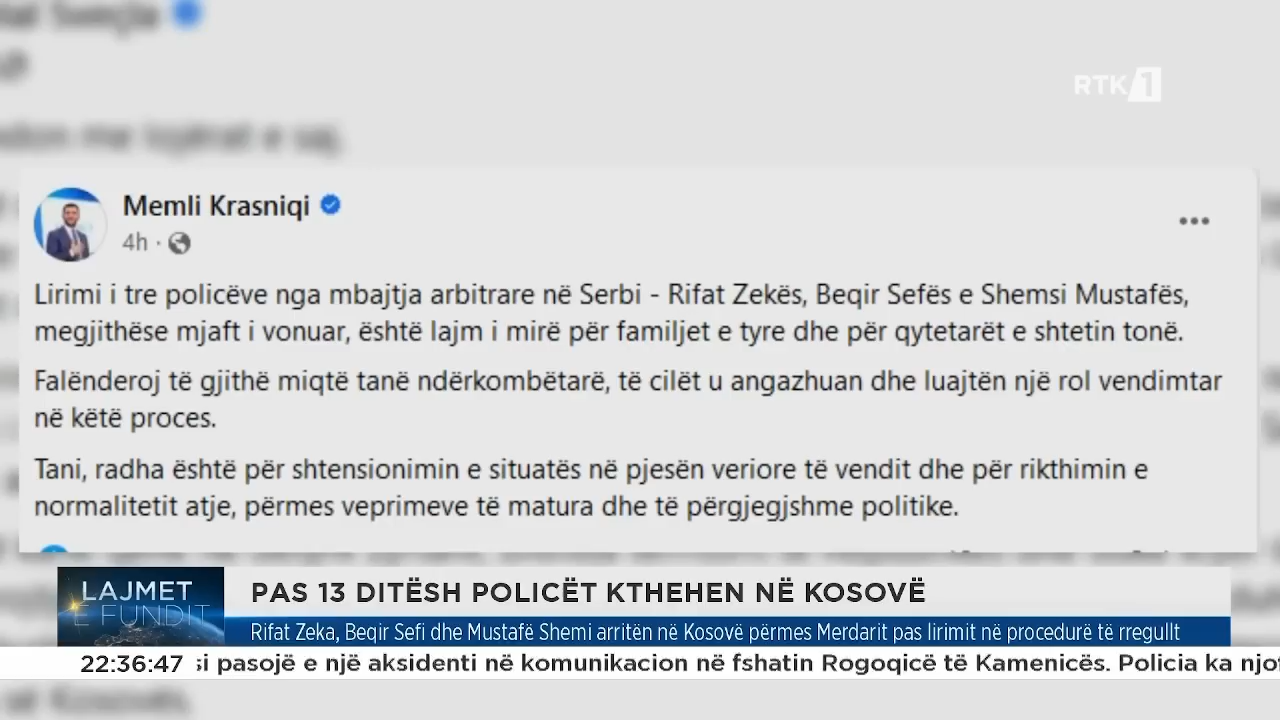 RTK 1
Memli Krasniqi
4h ·
Lirimi i tre policëve nga mbajtja arbitrare në Serbi - Rifat Zekës, Beqir Sefës e Shemsi Mustafës,
megjithëse mjaft i vonuar, është lajm i mirë për familjet e tyre dhe për qytetarët e shtetin tonë.
Falënderoj të gjithë miqtë tanë ndërkombëtarë, të cilët u angazhuan dhe luajtën një rol vendimtar
në këtë proces.
Tani, radha është për shtensionimin e situatës në pjesën veriore të vendit dhe për rikthimin e
normalitetit atje, përmes veprimeve të matura dhe të përgjegjshme politike.
LAJMET
E FUNDIT
PAS 13 DITËSH POLICËT KTHEHEN NË KOSOVË
Rifat Zeka, Beqir Sefi dhe Mustafë Shemi arritën në Kosovë përmes Merdarit pas lirimit në procedurë të rregullt
22:36:47 si pasojë e një aksidenti në komunikacion në fshatin Rogoqicë të Kamenicës. Policia ka njof